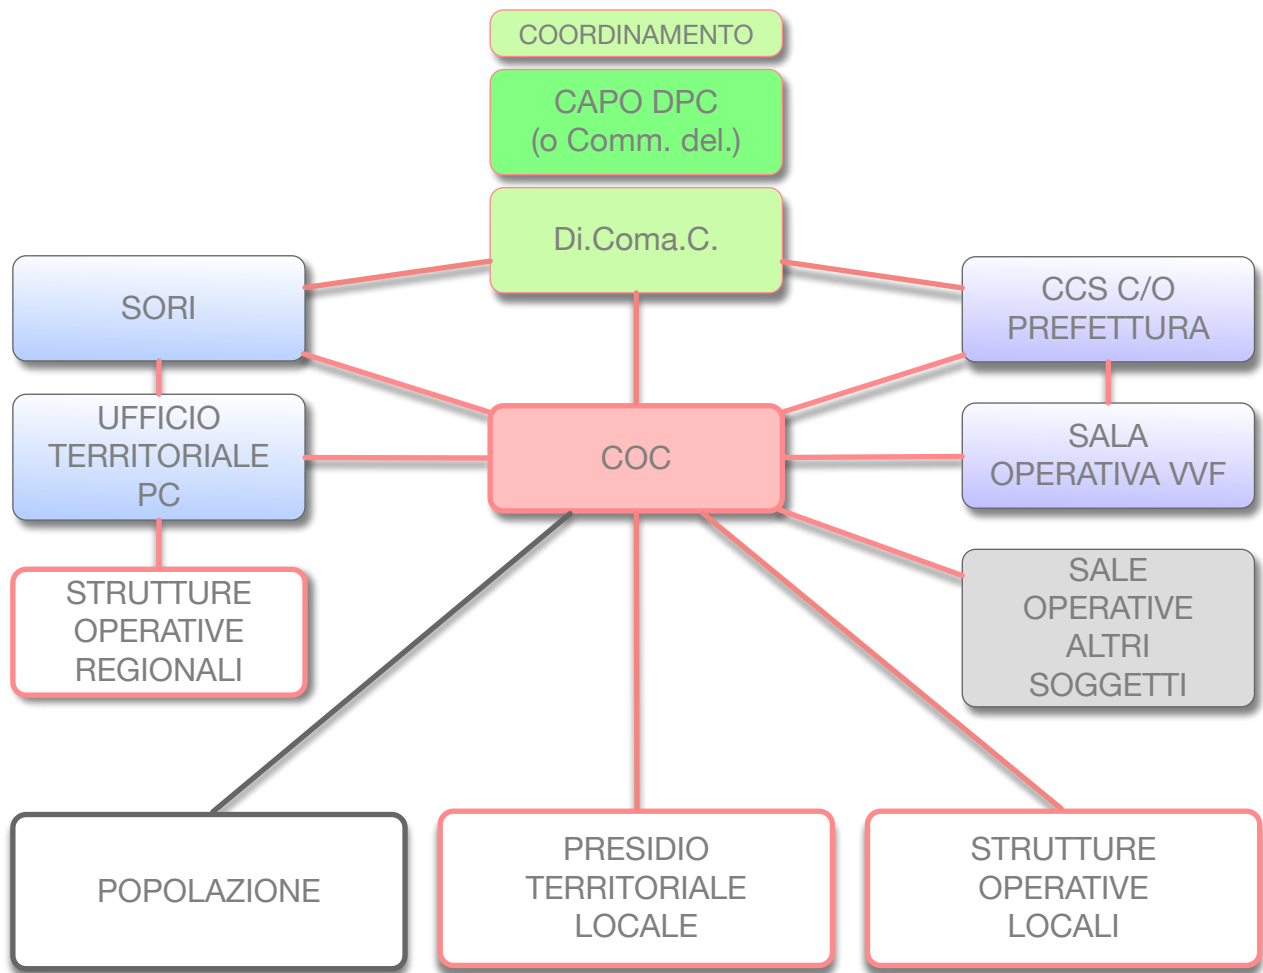 COORDINAMENTO
CAPO DPC
(o Comm. del.)
Di.Coma.C.
SORI
CCS C/O
PREFETTURA
UFFICIO
TERRITORIALE
PC
COC
SALA
OPERATIVA VVF
STRUTTURE
OPERATIVE
REGIONALI
SALE
OPERATIVE
ALTRI
SOGGETTI
POPOLAZIONE
PRESIDIO
TERRITORIALE
LOCALE
STRUTTURE
OPERATIVE
LOCALI